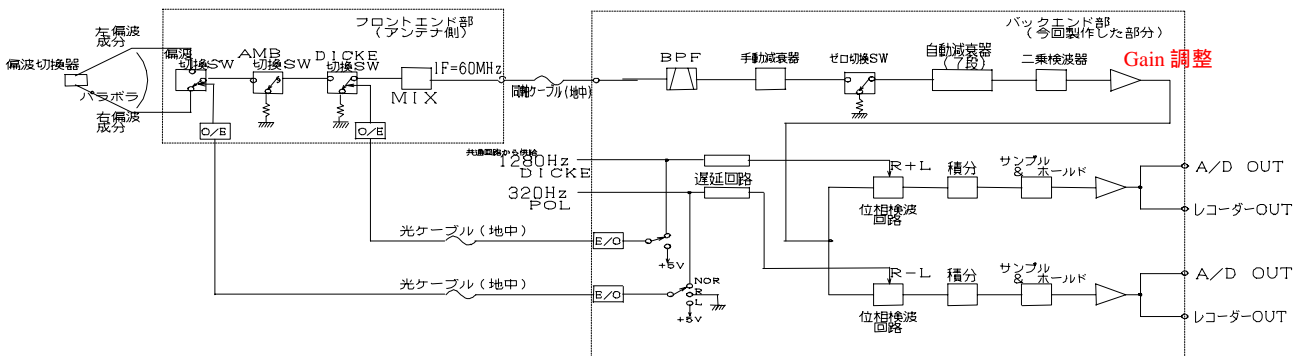 フロントエンド部
(アンテナ側)
バックエンド部
(今回製作した部分)
左偏波
成分
偏波切換器
パラボラ
右偏波
成分
偏波
切換SW
AMB
切換SW
DICKE
切換SW
MIX
IF=60MHz
同軸ケーブル(地中)
BPF
手動減衰器
ゼロ切換SW
自動減衰器
(7段)
二乗検波器
Gain 調整
O/E
O/E
共通回路から供給
1280Hz
DICKE
320Hz
POL
遅延回路
R+L
位相検波
回路
積分
サンプル
& ホールド
A/D OUT
レコーダーOUT
光ケーブル(地中)
E/O
+5V
光ケーブル(地中)
E/O
NOR
R
L
+5V
R-L
位相検波
回路
積分
サンプル
& ホールド
A/D OUT
レコーダーOUT